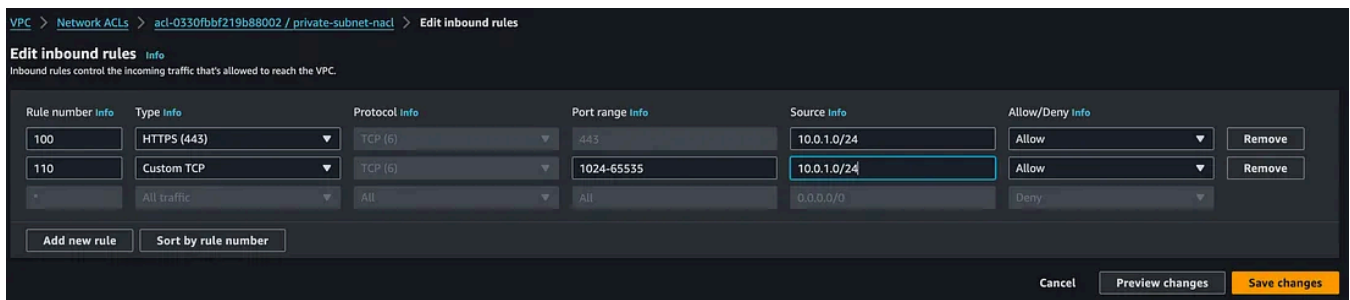 VPC > Network ACLs > acl-0330fbbf219b88002 / private-subnet-nacl > Edit inbound rules
Edit inbound rules Info
Inbound rules control the incoming traffic that's allowed to reach the VPC.
Rule number Info Type Info Protocol Info Port range Info Source Info Allow/Deny Info
100 HTTPS (443) TCP (6) 443 10.0.1.0/24 Allow Remove
110 Custom TCP TCP (6) 1024-65535 10.0.1.0/24 Allow Remove
* All traffic All All 0.0.0.0/0 Deny
Add new rule Sort by rule number
Cancel Preview changes Save changes